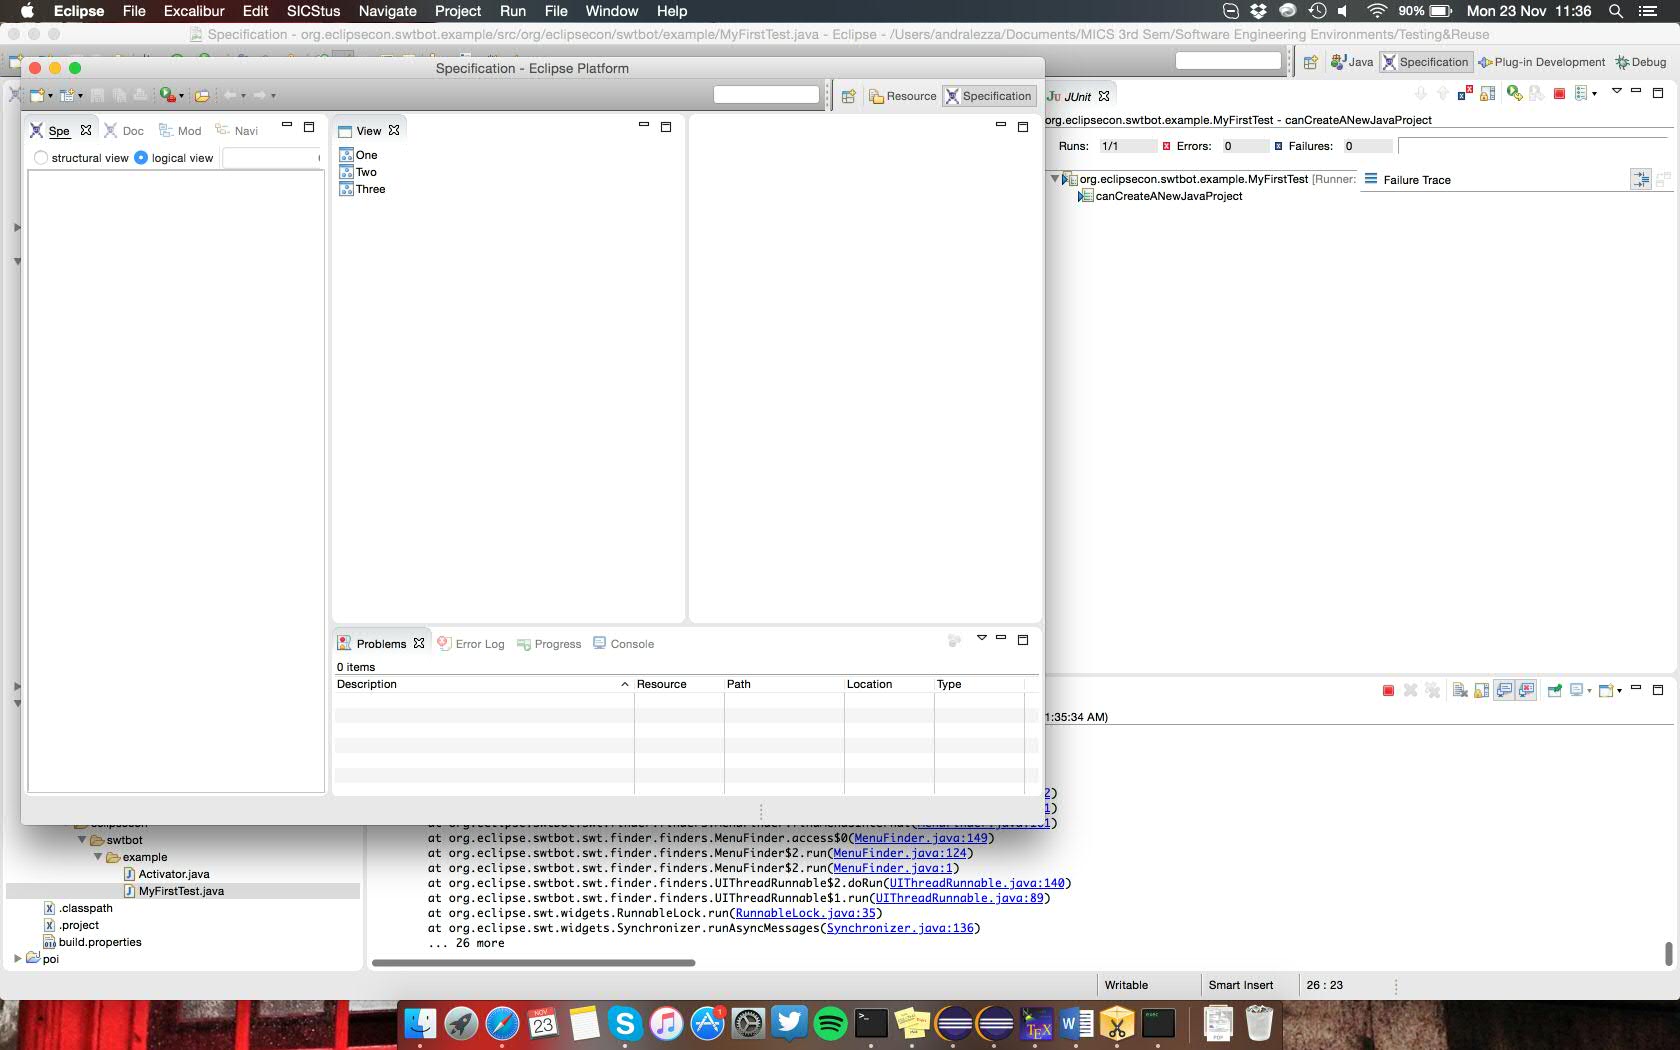 Eclipse File Excalibur Edit SICStus Navigate Project Run File Window Help 90% Mon 23 Nov 11:36
Specification - org.eclipsecon.swtbot.example/src/org/eclipsecon/swtbot/example/MyFirstTest.java - Eclipse - /Users/andralezza/Documents/MICS 3rd Sem/Software Engineering Environments/Testing&Reuse
Java Specification Plug-in Development Debug
Specification - Eclipse Platform
Resource Specification
Spe Doc Mod Navi
structural view logical view
View
One
Two
Three
Problems Error Log Progress Console
0 items
Description Resource Path Location Type
JUnit
org.eclipsecon.swtbot.example.MyFirstTest - canCreateANewJavaProject
Runs: 1/1 Errors: 0 Failures: 0
org.eclipsecon.swtbot.example.MyFirstTest [Runner: Failure Trace
canCreateANewJavaProject
1:35:34 AM)
2)
1)
at org.eclipse.swtbot.swt.finder.finders.MenuFinder.access$0(MenuFinder.java:149)
at org.eclipse.swtbot.swt.finder.finders.MenuFinder$2.run(MenuFinder.java:124)
at org.eclipse.swtbot.swt.finder.finders.MenuFinder$2.run(MenuFinder.java:1)
at org.eclipse.swtbot.swt.finder.finders.UIThreadRunnable$2.doRun(UIThreadRunnable.java:140)
at org.eclipse.swtbot.swt.finder.finders.UIThreadRunnable$1.run(UIThreadRunnable.java:89)
at org.eclipse.swt.widgets.RunnableLock.run(RunnableLock.java:35)
at org.eclipse.swt.widgets.Synchronizer.runAsyncMessages(Synchronizer.java:136)
... 26 more
swtbot
example
Activator.java
MyFirstTest.java
.classpath
.project
build.properties
poi
Writable Smart Insert 26 : 23
NOV
23
1
TEX
W
exec
PDF